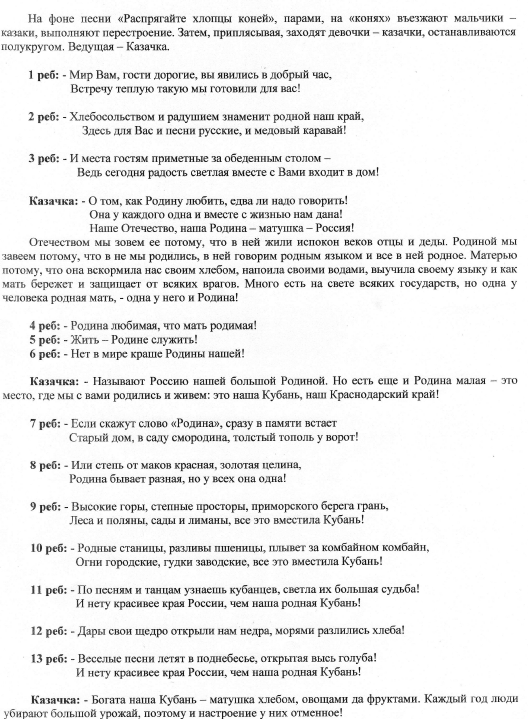 На фоне песни «Распрягайте хлопцы коней», парами, на «конях» въезжают мальчики –
казаки, выполняют перестроение. Затем, приплясывая, заходят девочки – казачки, останавливаются
полукругом. Ведущая – Казачка.
1 реб: - Мир Вам, гости дорогие, вы явились в добрый час,
Встречу теплую такую мы готовили для вас!
2 реб: - Хлебосольством и радушием знаменит родной наш край,
Здесь для Вас и песни русские, и медовый каравай!
3 реб: - И места гостям приметные за обеденным столом –
Ведь сегодня радость светлая вместе с Вами входит в дом!
Казачка: - О том, как Родину любить, едва ли надо говорить!
Она у каждого одна и вместе с жизнью нам дана!
Наше Отечество, наша Родина – матушка – Россия!
Отечеством мы зовем ее потому, что в ней жили испокон веков отцы и деды. Родиной мы
завем потому, что в не мы родились, в ней говорим родным языком и все в ней родное. Матерью
потому, что она вскормила нас своим хлебом, напоила своими водами, выучила своему языку и как
мать бережет и защищает от всяких врагов. Много есть на свете всяких государств, но одна у
человека родная мать, - одна у него и Родина!
4 реб: - Родина любимая, что мать родимая!
5 реб: - Жить – Родине служить!
6 реб: - Нет в мире краше Родины нашей!
Казачка: - Называют Россию нашей большой Родиной. Но есть еще и Родина малая – это
место, где мы с вами родились и живем: это наша Кубань, наш Краснодарский край!
7 реб: - Если скажут слово «Родина», сразу в памяти встает
Старый дом, в саду смородина, толстый тополь у ворот!
8 реб: - Или степь от маков красная, золотая целина,
Родина бывает разная, но у всех она одна!
9 реб: - Высокие горы, степные просторы, приморского берега грань,
Леса и поляны, сады и лиманы, все это вместила Кубань!
10 реб: - Родные станицы, разливы пшеницы, плывет за комбайном комбайн,
Огни городские, гудки заводские, все это вместила Кубань!
11 реб: - По песням и танцам узнаешь кубанцев, светла их большая судьба!
И нету красивее края России, чем наша родная Кубань!
12 реб: - Дары свои щедро открыли нам недра, морями разлились хлеба!
13 реб: - Веселые песни летят в поднебесье, открытая высь голуба!
И нету красивее края России, чем наша родная Кубань!
Казачка: - Богата наша Кубань – матушка хлебом, овощами да фруктами. Каждый год люди
убирают большой урожай, поэтому и настроение у них отменное!